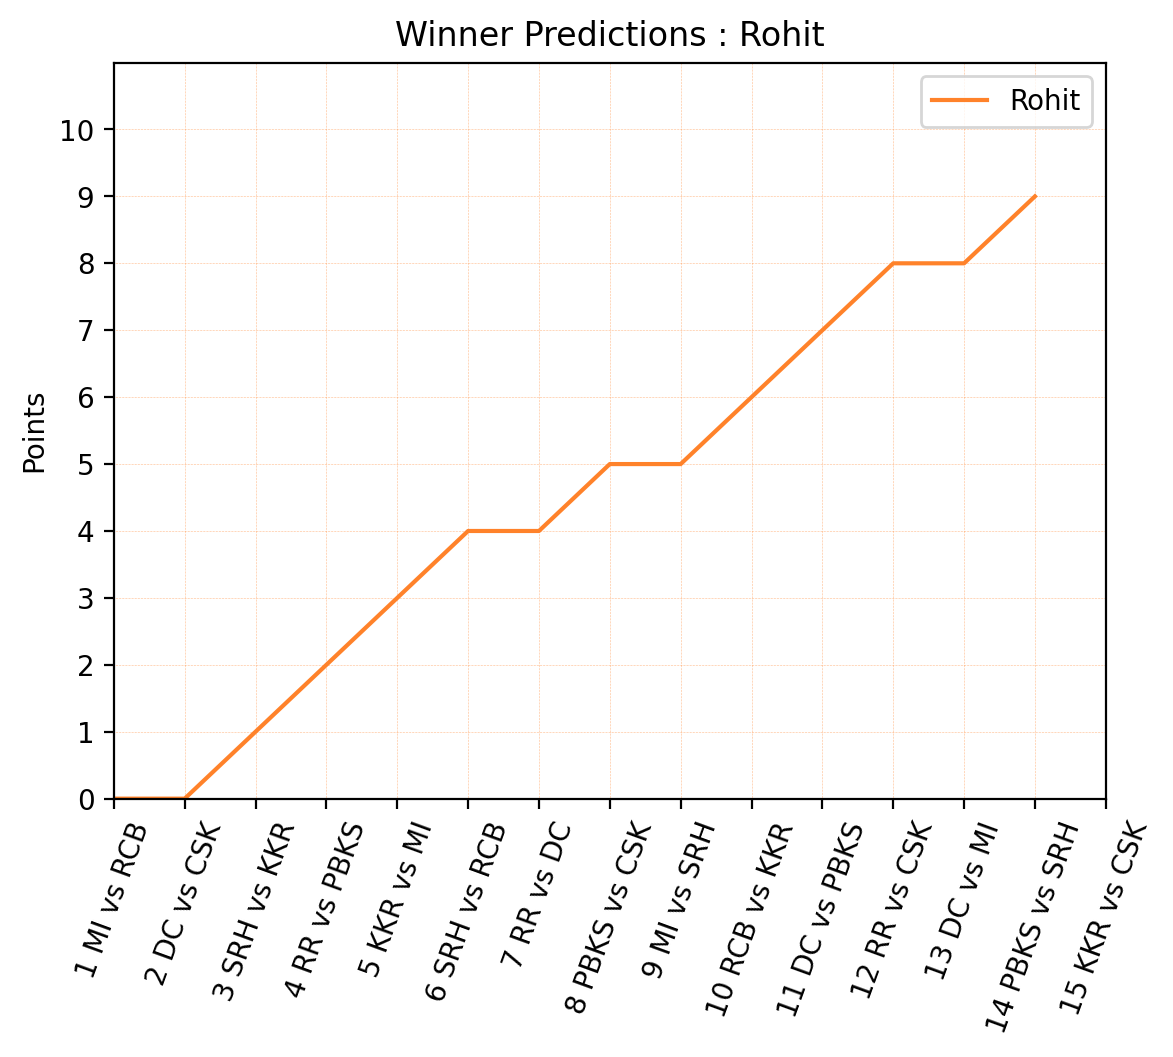 Winner Predictions : Rohit
Rohit
10
9
8
7
6
5
4
3
2
1
0
Points
1 MI vs RCB
2 DC vs CSK
3 SRH vs KKR
4 RR vs PBKS
5 KKR vs MI
6 SRH vs RCB
7 RR vs DC
8 PBKS vs CSK
9 MI vs SRH
10 RCB vs KKR
11 DC vs PBKS
12 RR vs CSK
13 DC vs MI
14 PBKS vs SRH
15 KKR vs CSK